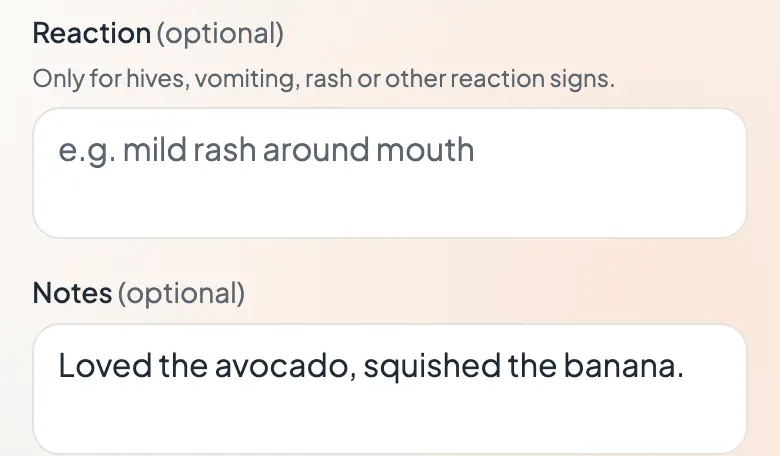 Reaction (optional)
Only for hives, vomiting, rash or other reaction signs.
e.g. mild rash around mouth
Notes (optional)
Loved the avocado, squished the banana.